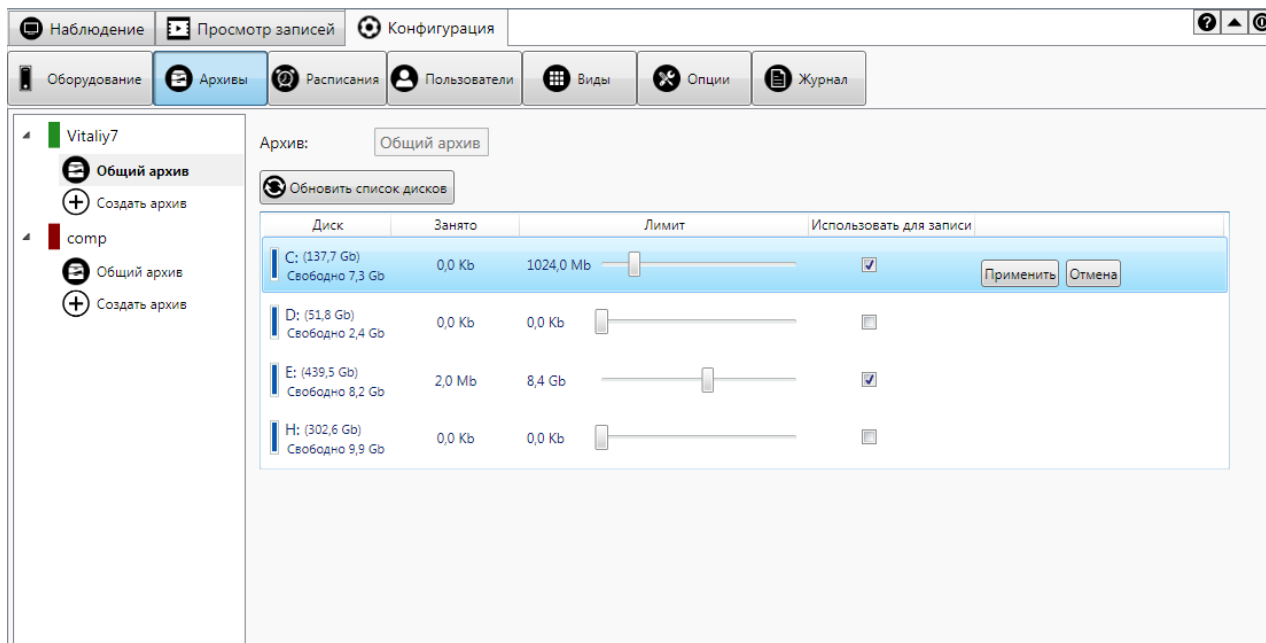 Наблюдение Просмотр записей Конфигурация ?
Оборудование Архивы Расписания Пользователи Виды Опции Журнал
Vitaliy7
Общий архив
Создать архив
comp
Общий архив
Создать архив
Архив: Общий архив
Обновить список дисков
Диск Занято Лимит Использовать для записи
C: (137,7 Gb)
Свободно 7,3 Gb
0,0 Kb 1024,0 Mb Применить Отмена
D: (51,8 Gb)
Свободно 2,4 Gb
0,0 Kb 0,0 Kb
E: (439,5 Gb)
Свободно 8,2 Gb
2,0 Mb 8,4 Gb
H: (302,6 Gb)
Свободно 9,9 Gb
0,0 Kb 0,0 Kb